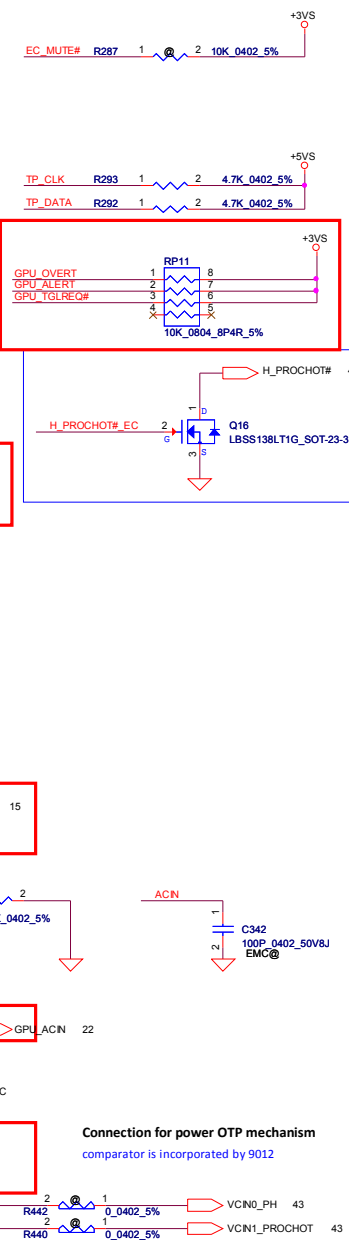 +3VS
EC_MUTE# R287 1 @ 2 10K_0402_5%
+5VS
TP_CLK R293 1 2 4.7K_0402_5%
TP_DATA R292 1 2 4.7K_0402_5%
+3VS
RP11
GPU_OVERT 1 8
GPU_ALERT 2 7
GPU_TGLREQ# 3 6
4 5
10K_0804_8P4R_5%
H_PROCHOT#
1 D
H_PROCHOT#_EC 2 G Q16
LBSS138LT1G_SOT-23-3
3 S
15
2
_0402_5%
ACIN
1
C342
2 100P_0402_50V8J
EMC@
GPU_ACIN 22
C
Connection for power OTP mechanism
comparator is incorporated by 9012
2 @ 1 VCIN0_PH 43
R442 0_0402_5%
2 @ 1 VCIN1_PROCHOT 43
R440 0_0402_5%